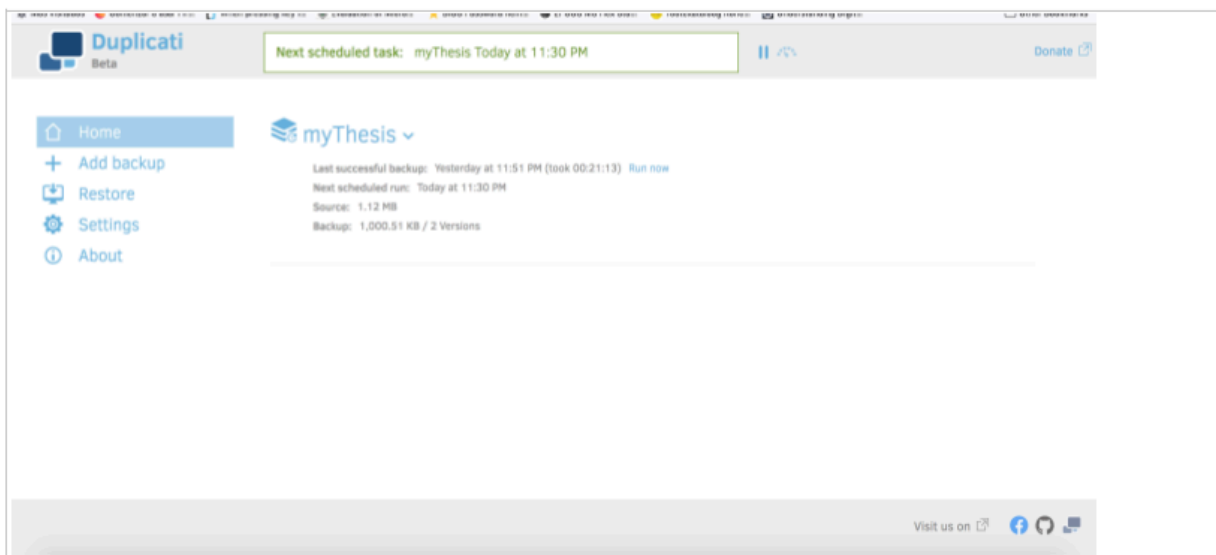 Duplicati
Beta
Next scheduled task: myThesis Today at 11:30 PM
Donate
Home
Add backup
Restore
Settings
About
myThesis
Last successful backup: Yesterday at 11:51 PM (took 00:21:13) Run now
Next scheduled run: Today at 11:30 PM
Source: 1.12 MB
Backup: 1,000.51 KB / 2 Versions
Visit us on